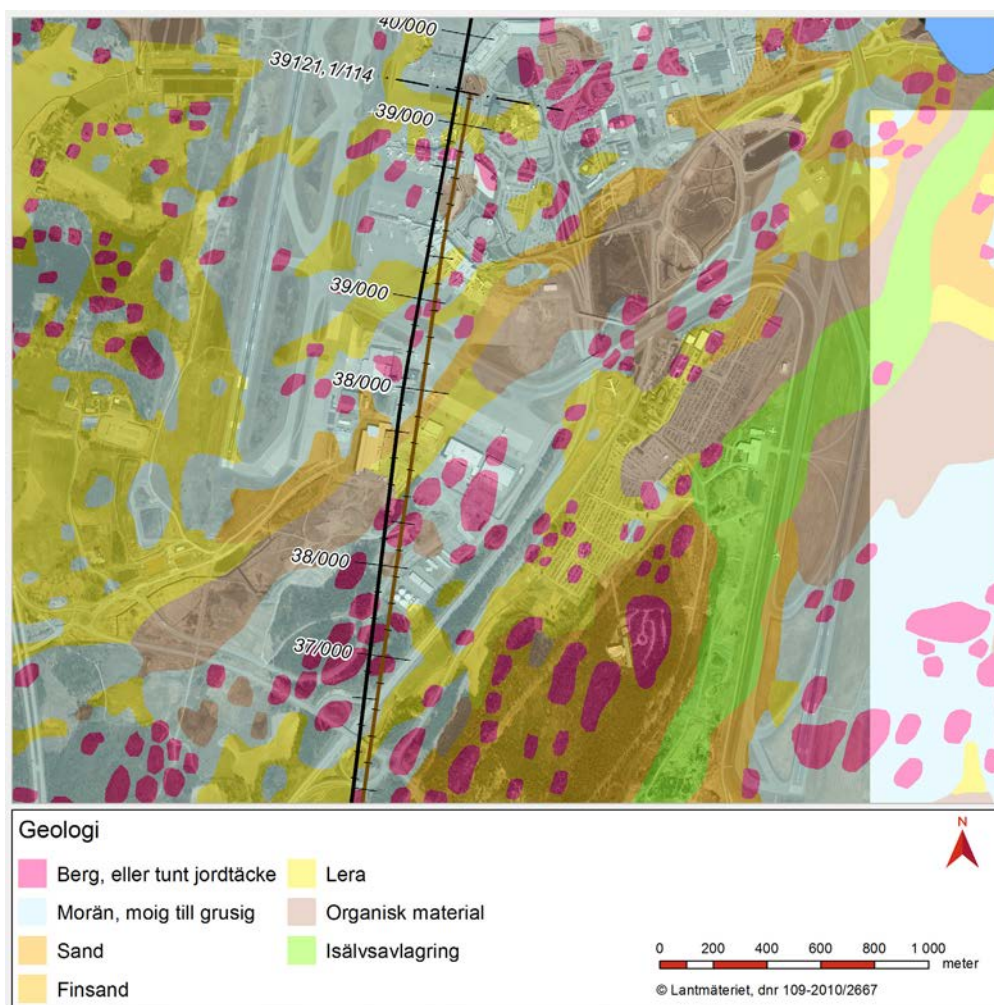 40/000
39121,1/114
39/000
39/000
38/000
38/000
37/000
Geologi
N
Berg, eller tunt jordtäcke
Lera
Morän, moig till grusig
Organisk material
Sand
Isälvsavlagring
Finsand
0 200 400 600 800 1 000
meter
© Lantmäteriet, dnr 109-2010/2667